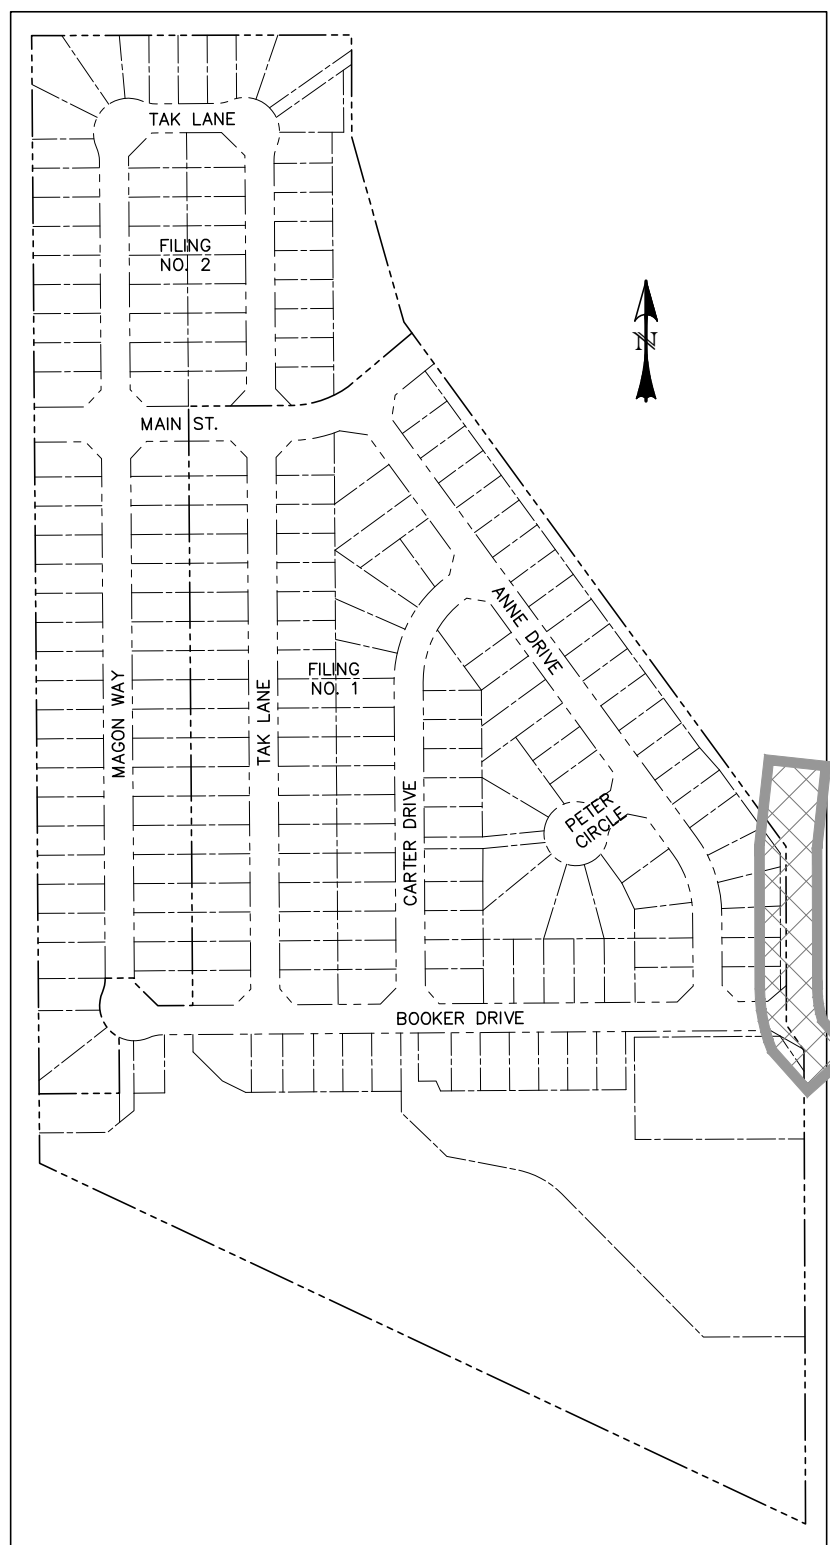 TAK LANE
FILING
NO. 2
N
MAIN ST.
ANNE DRIVE
FILING
NO. 1
MAGON WAY
TAK LANE
CARTER DRIVE
PETER
CIRCLE
BOOKER DRIVE